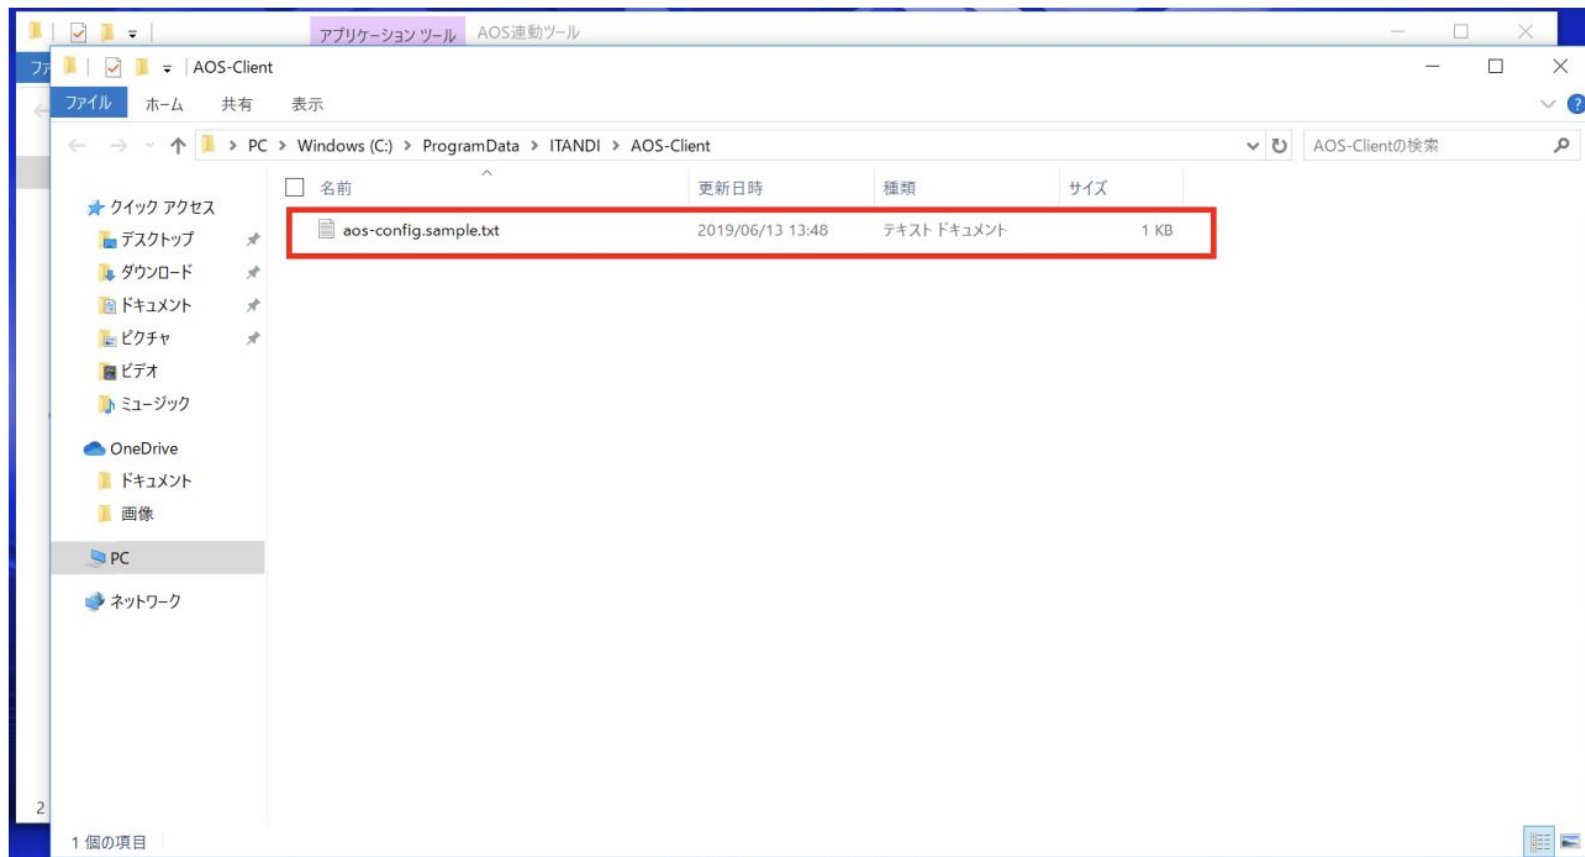 アプリケーション ツール AOS連動ツール
AOS-Client
ファイル ホーム 共有 表示
PC > Windows (C:) > ProgramData > ITANDI > AOS-Client AOS-Clientの検索
名前 更新日時 種類 サイズ
aos-config.sample.txt 2019/06/13 13:48 テキスト ドキュメント 1 KB
クイック アクセス
デスクトップ
ダウンロード
ドキュメント
ピクチャ
ビデオ
ミュージック
OneDrive
ドキュメント
画像
PC
ネットワーク
2
1 個の項目